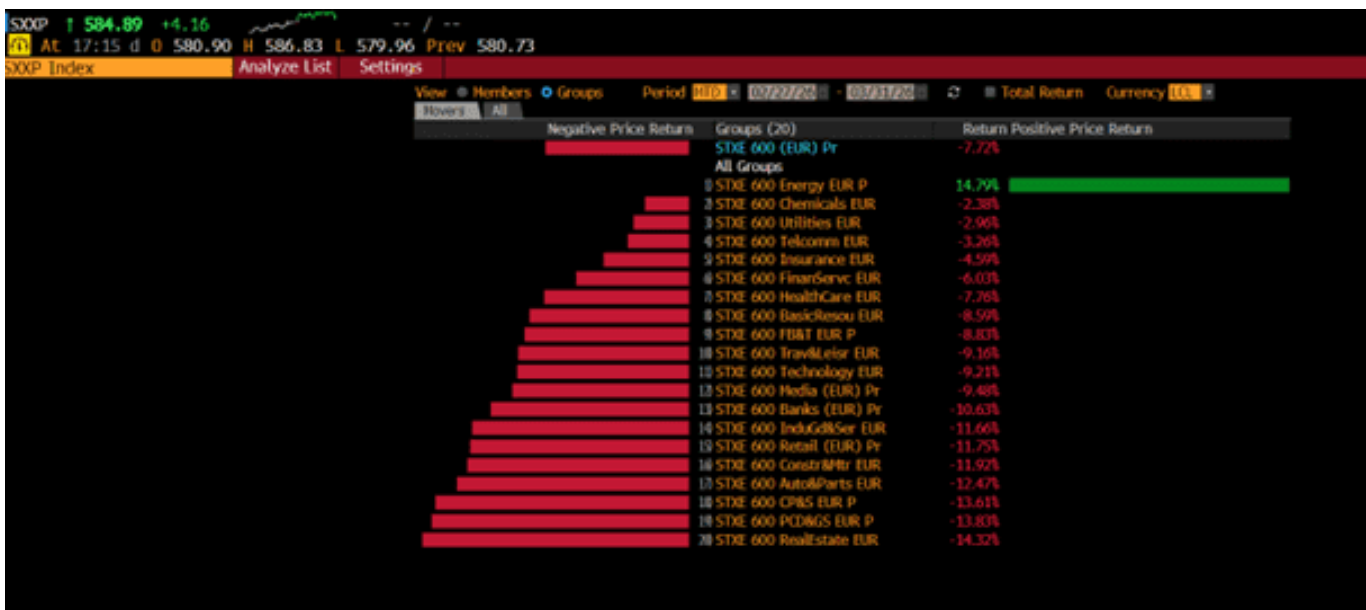 SXXP ↑ 584.89 +4.16 -- / --
At 17:15 d O 580.90 H 586.83 L 579.96 Prev 580.73
SXXP Index Analyze List Settings
View Members Groups Period MTD 02/27/26 - 03/31/26 Total Return Currency LCL
Movers All
Negative Price Return Groups (20) Return Positive Price Return
STXE 600 (EUR) Pr -7.72%
All Groups
1) STXE 600 Energy EUR P 14.79%
2) STXE 600 Chemicals EUR -2.38%
3) STXE 600 Utilities EUR -2.96%
4) STXE 600 Telcomm EUR -3.26%
5) STXE 600 Insurance EUR -4.59%
6) STXE 600 FinanServc EUR -6.03%
7) STXE 600 HealthCare EUR -7.76%
8) STXE 600 BasicResou EUR -8.59%
9) STXE 600 FB&T EUR P -8.83%
10) STXE 600 Trav&Leisr EUR -9.16%
11) STXE 600 Technology EUR -9.21%
12) STXE 600 Media (EUR) Pr -9.48%
13) STXE 600 Banks (EUR) Pr -10.63%
14) STXE 600 InduGd&Ser EUR -11.66%
15) STXE 600 Retail (EUR) Pr -11.75%
16) STXE 600 Constr&Mtr EUR -11.92%
17) STXE 600 Auto&Parts EUR -12.47%
18) STXE 600 CP&S EUR P -13.61%
19) STXE 600 PCD&GS EUR P -13.83%
20) STXE 600 RealEstate EUR -14.32%